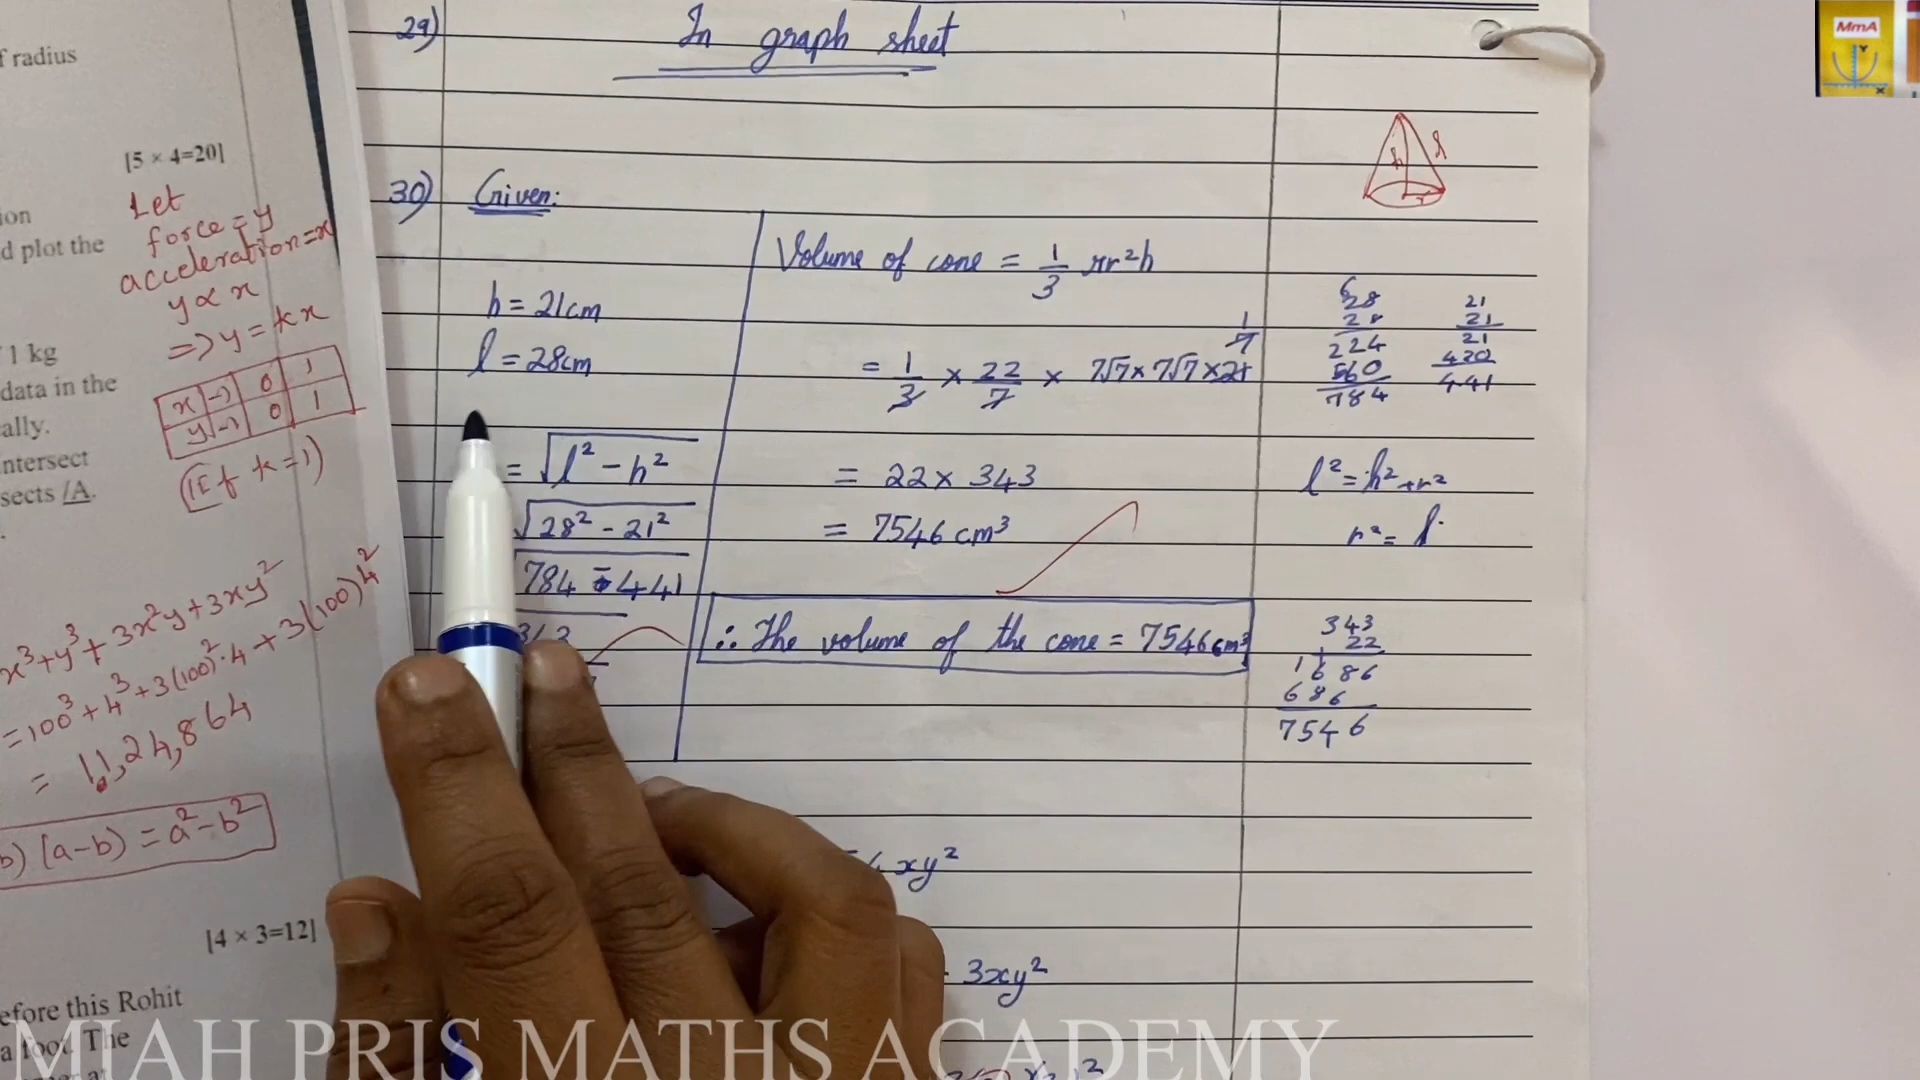 f radius
[5 × 4=20]
ion
d plot the
1 kg
data in the
ally.
ntersect
sects /A.
Let
force = y
acceleration = x
y ∝ x
=> y = kx
x → 0 1
y → 0 1
(If k = 1)
x³+y³+3x²y+3xy²
=100³+4³+3(100)²·4+3(100)4²
= 11,24,864
b) (a-b) = a²-b²
[4 × 3=12]
efore this Rohit
a foot. The
29) In graph sheet
30) Given:
h = 21cm
l = 28cm
= √l² - h²
√28² - 21²
784 - 441
Volume of cone = 1/3 πr²h
= 1/3 × 22/7 × 7√7 × 7√7 × 21
= 22 × 343
= 7546 cm³
∴ The volume of the cone = 7546 cm³
xy²
3xy²
h
r
28
28
224
560
784
21
21
21
420
441
l² = h²+r²
r² = l
343
22
686
686
7546
MmA
Y
X
MIAH PRIS MATHS ACADEMY